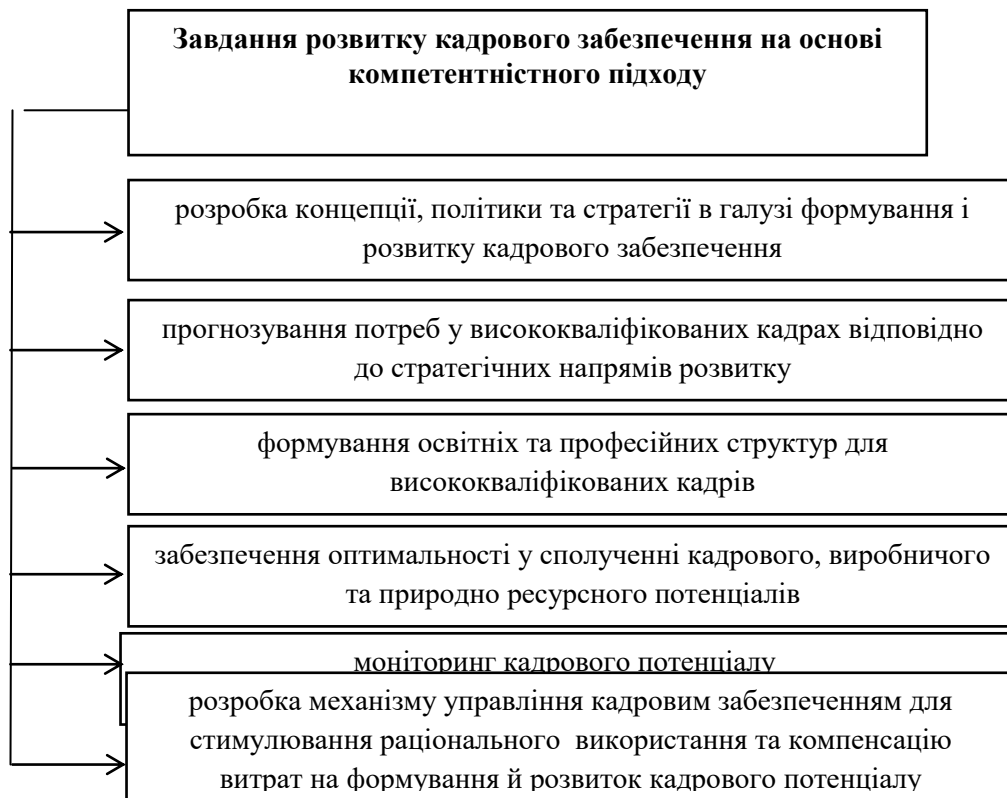 Завдання розвитку кадрового забезпечення на основі
компетентністного підходу
розробка концепції, політики та стратегії в галузі формування і
розвитку кадрового забезпечення
прогнозування потреб у висококваліфікованих кадрах відповідно
до стратегічних напрямів розвитку
формування освітніх та професійних структур для
висококваліфікованих кадрів
забезпечення оптимальності у сполученні кадрового, виробничого
та природно ресурсного потенціалів
моніторинг кадрового потенціалу
розробка механізму управління кадровим забезпеченням для
стимулювання раціонального  використання та компенсацію
витрат на формування й розвиток кадрового потенціалу